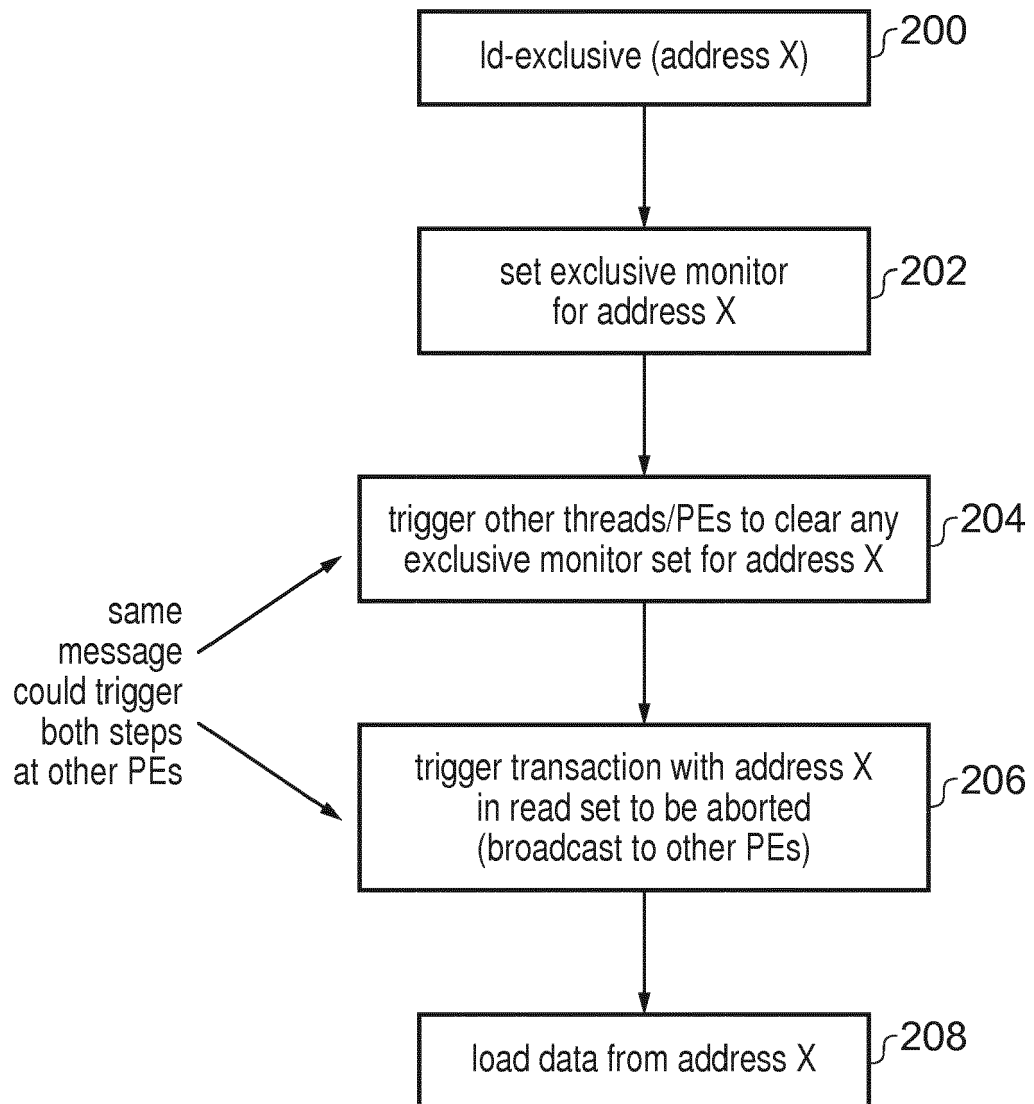 ld-exclusive (address X)
200
set exclusive monitor
for address X
202
trigger other threads/PEs to clear any
exclusive monitor set for address X
204
same
message
could trigger
both steps
at other PEs
trigger transaction with address X
in read set to be aborted
(broadcast to other PEs)
206
load data from address X
208